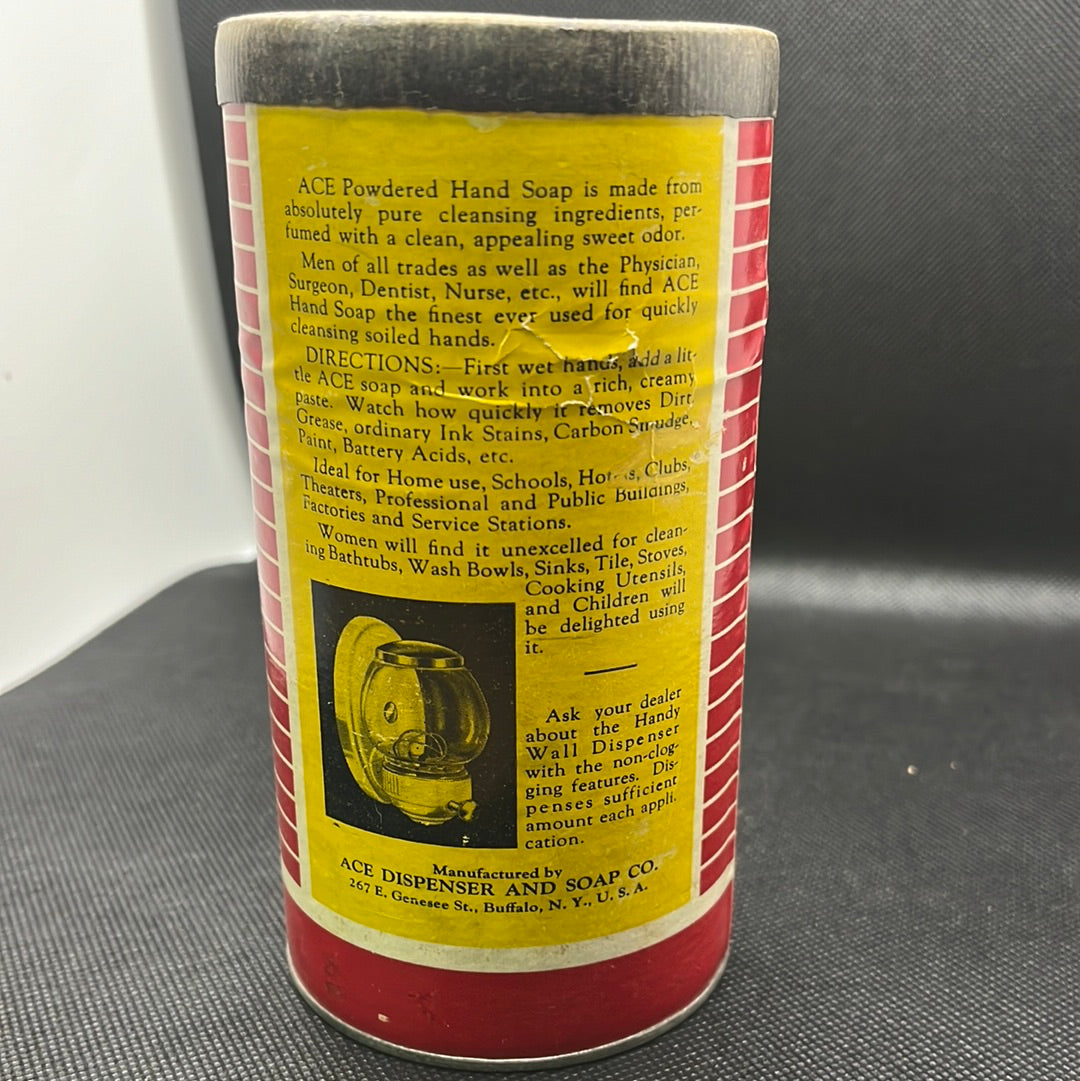 ACE Powdered Hand Soap is made from
absolutely pure cleansing ingredients, per-
fumed with a clean, appealing sweet odor.
Men of all trades as well as the Physician,
Surgeon, Dentist, Nurse, etc., will find ACE
Hand Soap the finest ever used for quickly
cleansing soiled hands.
DIRECTIONS:—First wet hands, add a lit-
tle ACE soap and work into a rich, creamy
paste. Watch how quickly it removes Dirt,
Grease, ordinary Ink Stains, Carbon Smudge,
Paint, Battery Acids, etc.
Ideal for Home use, Schools, Clubs,
Theaters, Professional and Public Buildings,
Factories and Service Stations.
Women will find it unexcelled for clean-
ing Bathtubs, Wash Bowls, Sinks, Tile, Stoves,
Cooking Utensils,
and Children will
be delighted using
it.
Ask your dealer
about the Handy
Wall Dispenser
with the non-clog-
ging features. Dis-
penses sufficient
amount each appli-
cation.
Manufactured by
ACE DISPENSER AND SOAP CO.
267 E. Genesee St., Buffalo, N. Y., U. S. A.